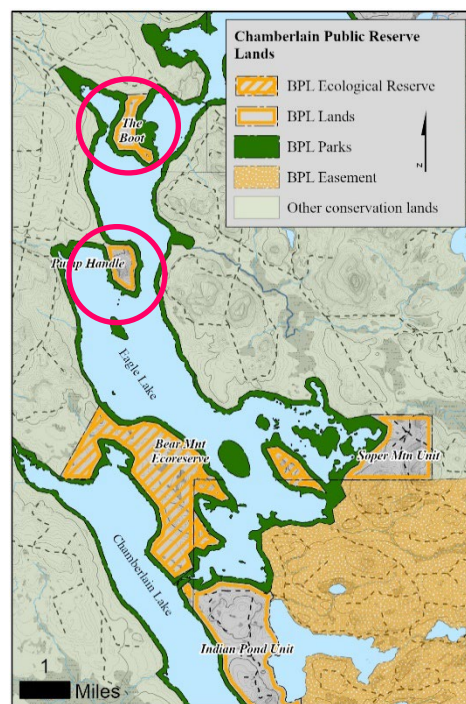 Chamberlain Public Reserve
Lands
BPL Ecological Reserve
BPL Lands
BPL Parks
BPL Easement
Other conservation lands
N
The
Boot
Pump Handle
Eagle Lake
Bear Mnt
Ecoreserve
Soper Mtn Unit
Chamberlain Lake
Indian Pond Unit
1
Miles